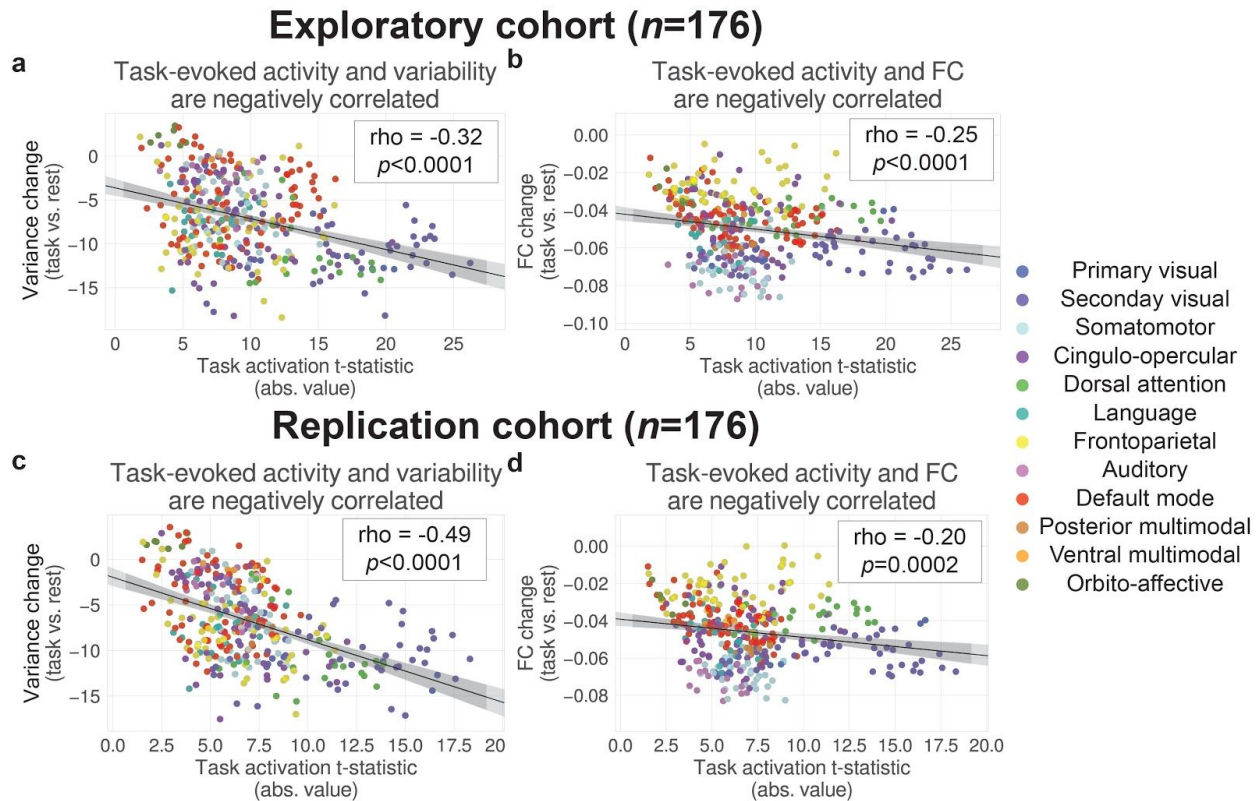 Exploratory cohort (n=176)
a
Task-evoked activity and variability
are negatively correlated
rho = -0.32
p<0.0001
Variance change
(task vs. rest)
0
−5
−10
−15
0 5 10 15 20 25
Task activation t-statistic
(abs. value)
b
Task-evoked activity and FC
are negatively correlated
rho = -0.25
p<0.0001
FC change
(task vs. rest)
0.00
−0.02
−0.04
−0.06
−0.08
−0.10
0 5 10 15 20 25
Task activation t-statistic
(abs. value)
Replication cohort (n=176)
c
Task-evoked activity and variability
are negatively correlated
rho = -0.49
p<0.0001
Variance change
(task vs. rest)
0
−5
−10
−15
0.0 2.5 5.0 7.5 10.0 12.5 15.0 17.5 20
Task activation t-statistic
(abs. value)
d
Task-evoked activity and FC
are negatively correlated
rho = -0.20
p=0.0002
FC change
(task vs. rest)
0.00
−0.02
−0.04
−0.06
−0.08
0.0 2.5 5.0 7.5 10.0 12.5 15.0 17.5 20.0
Task activation t-statistic
(abs. value)
Primary visual
Seconday visual
Somatomotor
Cingulo-opercular
Dorsal attention
Language
Frontoparietal
Auditory
Default mode
Posterior multimodal
Ventral multimodal
Orbito-affective